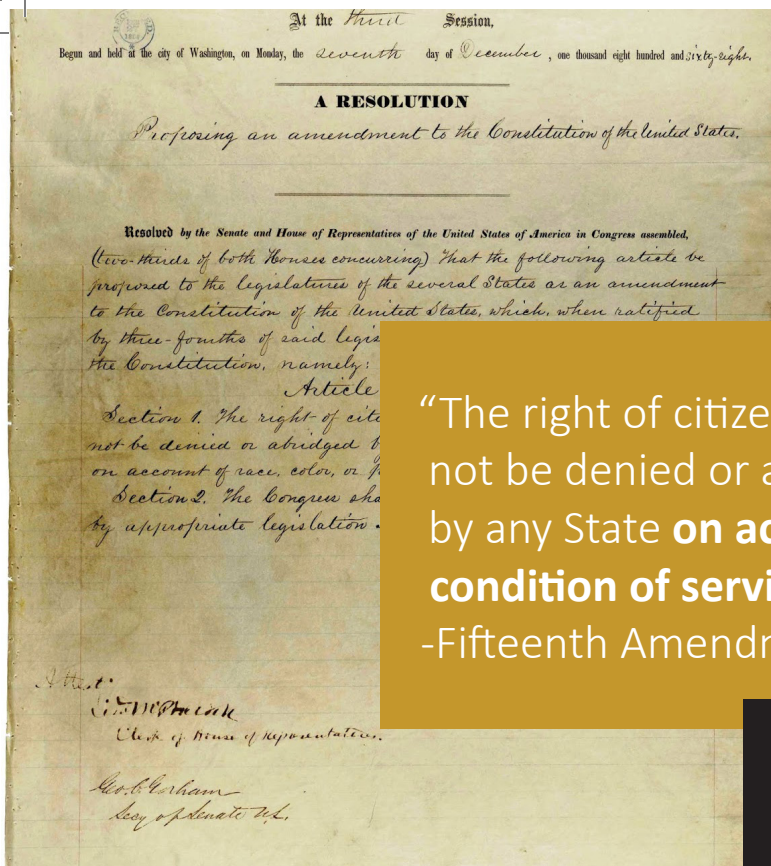 At the third Session,
Begun and held at the city of Washington, on Monday, the seventh day of December, one thousand eight hundred and sixty-eight.
A RESOLUTION
Proposing an amendment to the Constitution of the United States.
Resolved by the Senate and House of Representatives of the United States of America in Congress assembled,
(two-thirds of both Houses concurring) That the following article be
proposed to the legislatures of the several States as an amendment
to the Constitution of the United States, which, when ratified
by three-fourths of said legis
the Constitution, namely:
Article
Section 1. The right of cite
not be denied or abridged b
on account of race, color, or p
Section 2. The Congress sha
by appropriate legislation.
“The right of citize
not be denied or a
by any State on ac
condition of servi
-Fifteenth Amendm
Attest:
Clerk of House of Representatives.
Geo. C. Gorham
Secy of Senate U.S.